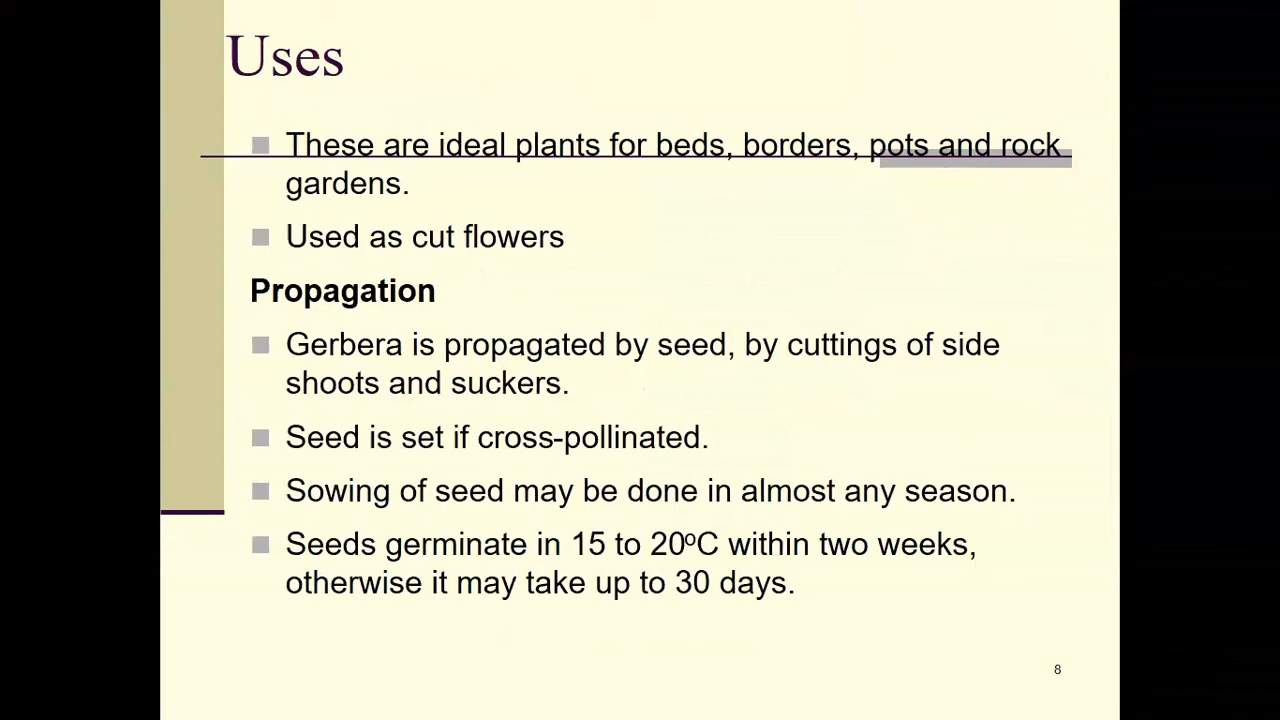 Uses
These are ideal plants for beds, borders, pots and rock
gardens.
Used as cut flowers
Propagation
Gerbera is propagated by seed, by cuttings of side
shoots and suckers.
Seed is set if cross-pollinated.
Sowing of seed may be done in almost any season.
Seeds germinate in 15 to 20ºC within two weeks,
otherwise it may take up to 30 days.
8